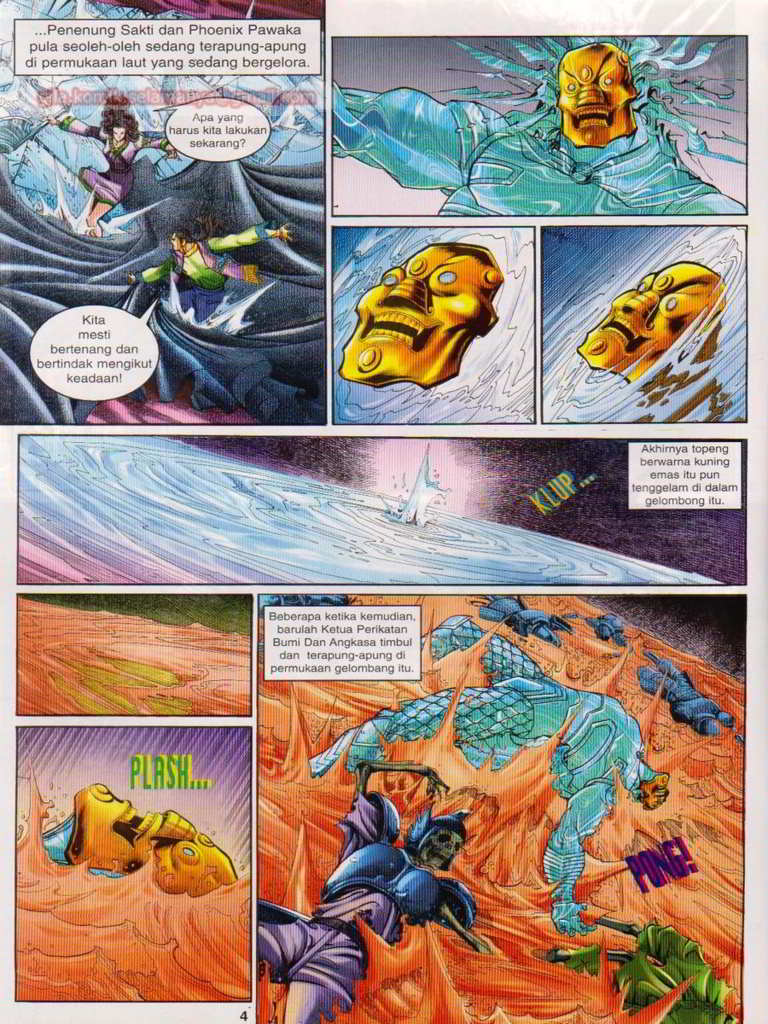 ...Penenung Sakti dan Phoenix Pawaka
pula seoleh-oleh sedang terapung-apung
di permukaan laut yang sedang bergelora.
Apa yang
harus kita lakukan
sekarang?
Kita
mesti
bertenang dan
bertindak mengikut
keadaan!
KLUP...
Akhirnya topeng
berwarna kuning
emas itu pun
tenggelam di dalam
gelombong itu.
Beberapa ketika kemudian,
barulah Ketua Perikatan
Bumi Dan Angkasa timbul
dan terapung-apung di
permukaan gelombang itu.
PLASH...
PONG!
4